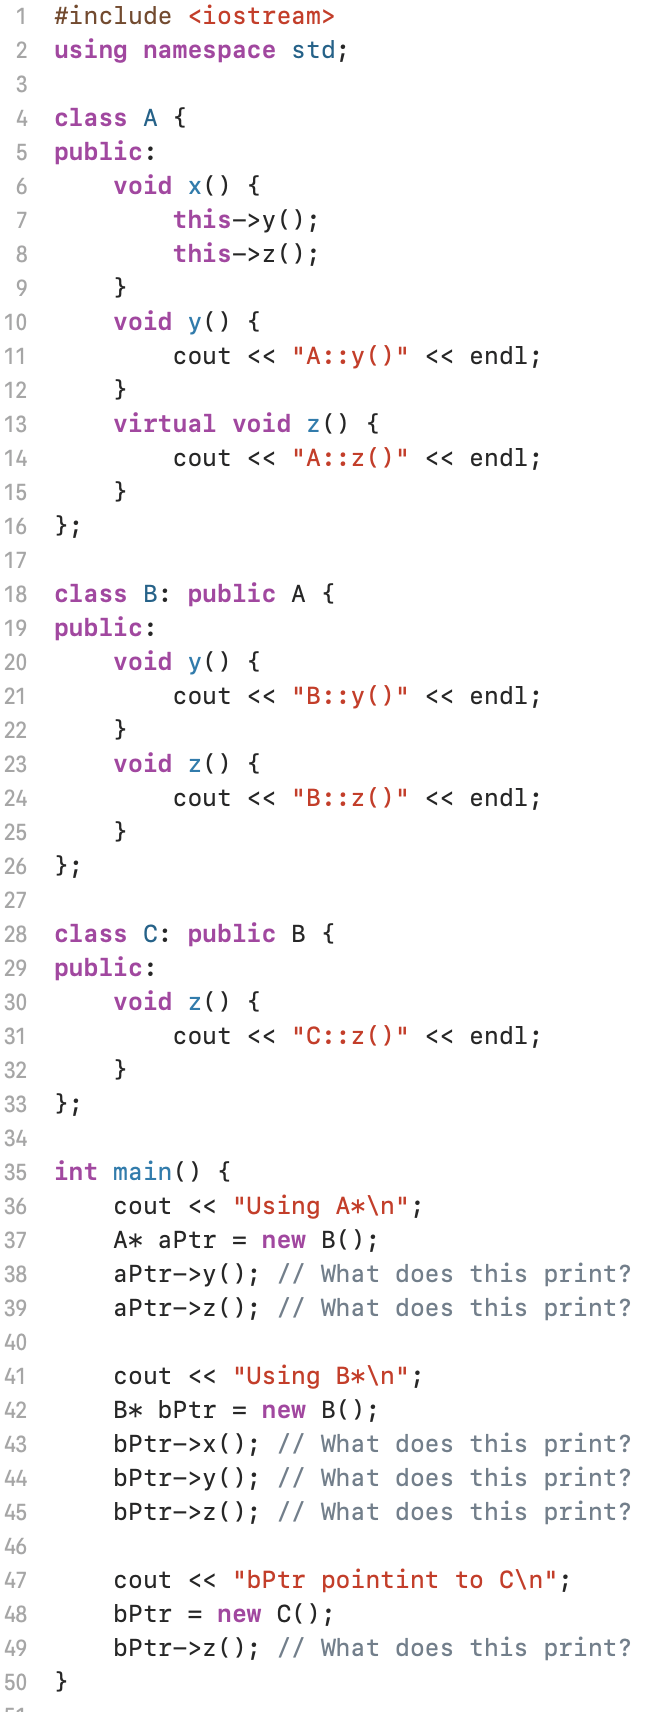 1 #include <iostream>
2 using namespace std;
3
4 class A {
5 public:
6     void x() {
7         this->y();
8         this->z();
9     }
10     void y() {
11         cout << "A::y()" << endl;
12     }
13     virtual void z() {
14         cout << "A::z()" << endl;
15     }
16 };
17
18 class B: public A {
19 public:
20     void y() {
21         cout << "B::y()" << endl;
22     }
23     void z() {
24         cout << "B::z()" << endl;
25     }
26 };
27
28 class C: public B {
29 public:
30     void z() {
31         cout << "C::z()" << endl;
32     }
33 };
34
35 int main() {
36     cout << "Using A*\n";
37     A* aPtr = new B();
38     aPtr->y(); // What does this print?
39     aPtr->z(); // What does this print?
40
41     cout << "Using B*\n";
42     B* bPtr = new B();
43     bPtr->x(); // What does this print?
44     bPtr->y(); // What does this print?
45     bPtr->z(); // What does this print?
46
47     cout << "bPtr pointint to C\n";
48     bPtr = new C();
49     bPtr->z(); // What does this print?
50 }